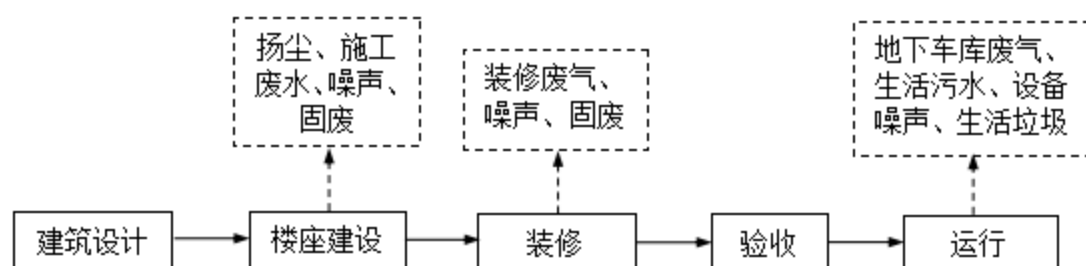 扬尘、施工
废水、噪声、
固废
装修废气、
噪声、固废
地下车库废气、
生活污水、设备
噪声、生活垃圾
建筑设计
楼座建设
装修
验收
运行